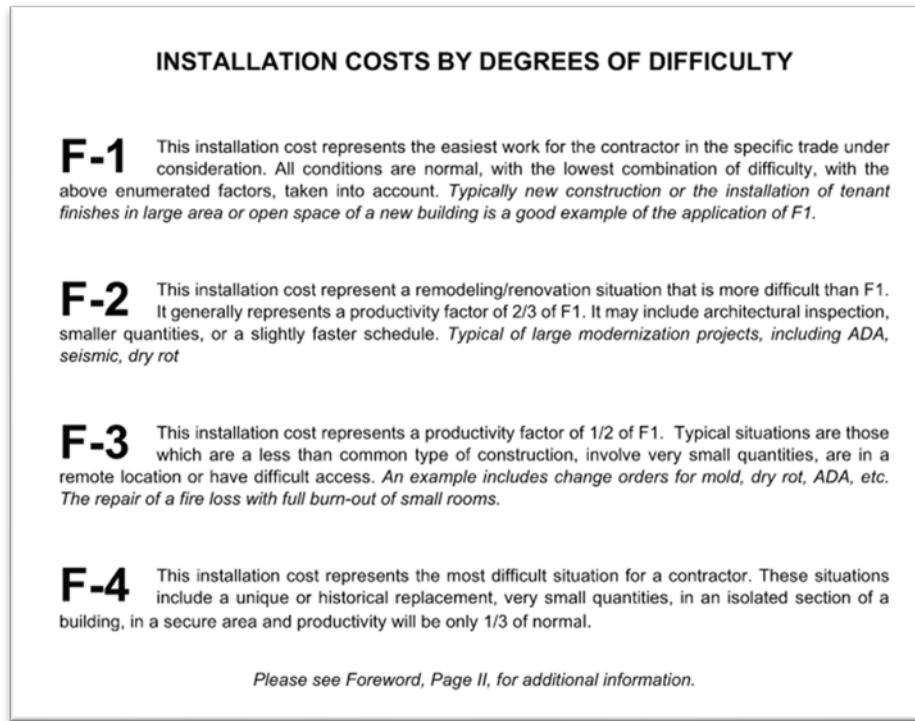 INSTALLATION COSTS BY DEGREES OF DIFFICULTY
F-1 This installation cost represents the easiest work for the contractor in the specific trade under
consideration. All conditions are normal, with the lowest combination of difficulty, with the
above enumerated factors, taken into account. Typically new construction or the installation of tenant
finishes in large area or open space of a new building is a good example of the application of F1.
F-2 This installation cost represent a remodeling/renovation situation that is more difficult than F1.
It generally represents a productivity factor of 2/3 of F1. It may include architectural inspection,
smaller quantities, or a slightly faster schedule. Typical of large modernization projects, including ADA,
seismic, dry rot
F-3 This installation cost represents a productivity factor of 1/2 of F1. Typical situations are those
which are a less than common type of construction, involve very small quantities, are in a
remote location or have difficult access. An example includes change orders for mold, dry rot, ADA, etc.
The repair of a fire loss with full burn-out of small rooms.
F-4 This installation cost represents the most difficult situation for a contractor. These situations
include a unique or historical replacement, very small quantities, in an isolated section of a
building, in a secure area and productivity will be only 1/3 of normal.
Please see Foreword, Page II, for additional information.